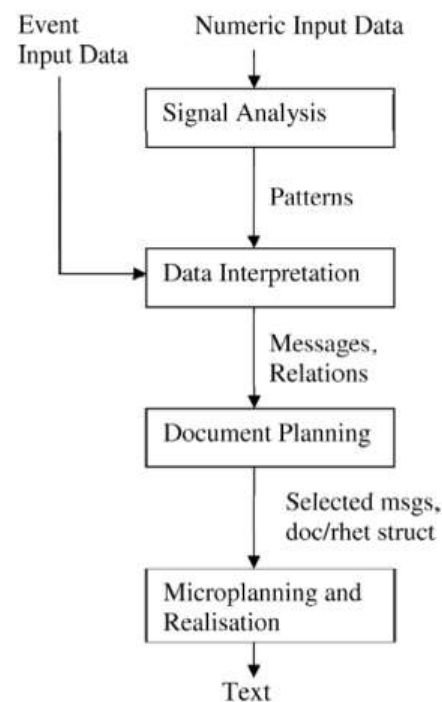 Event
Input Data
Numeric Input Data
Signal Analysis
Patterns
Data Interpretation
Messages,
Relations
Document Planning
Selected msgs,
doc/rhet struct
Microplanning and
Realisation
Text